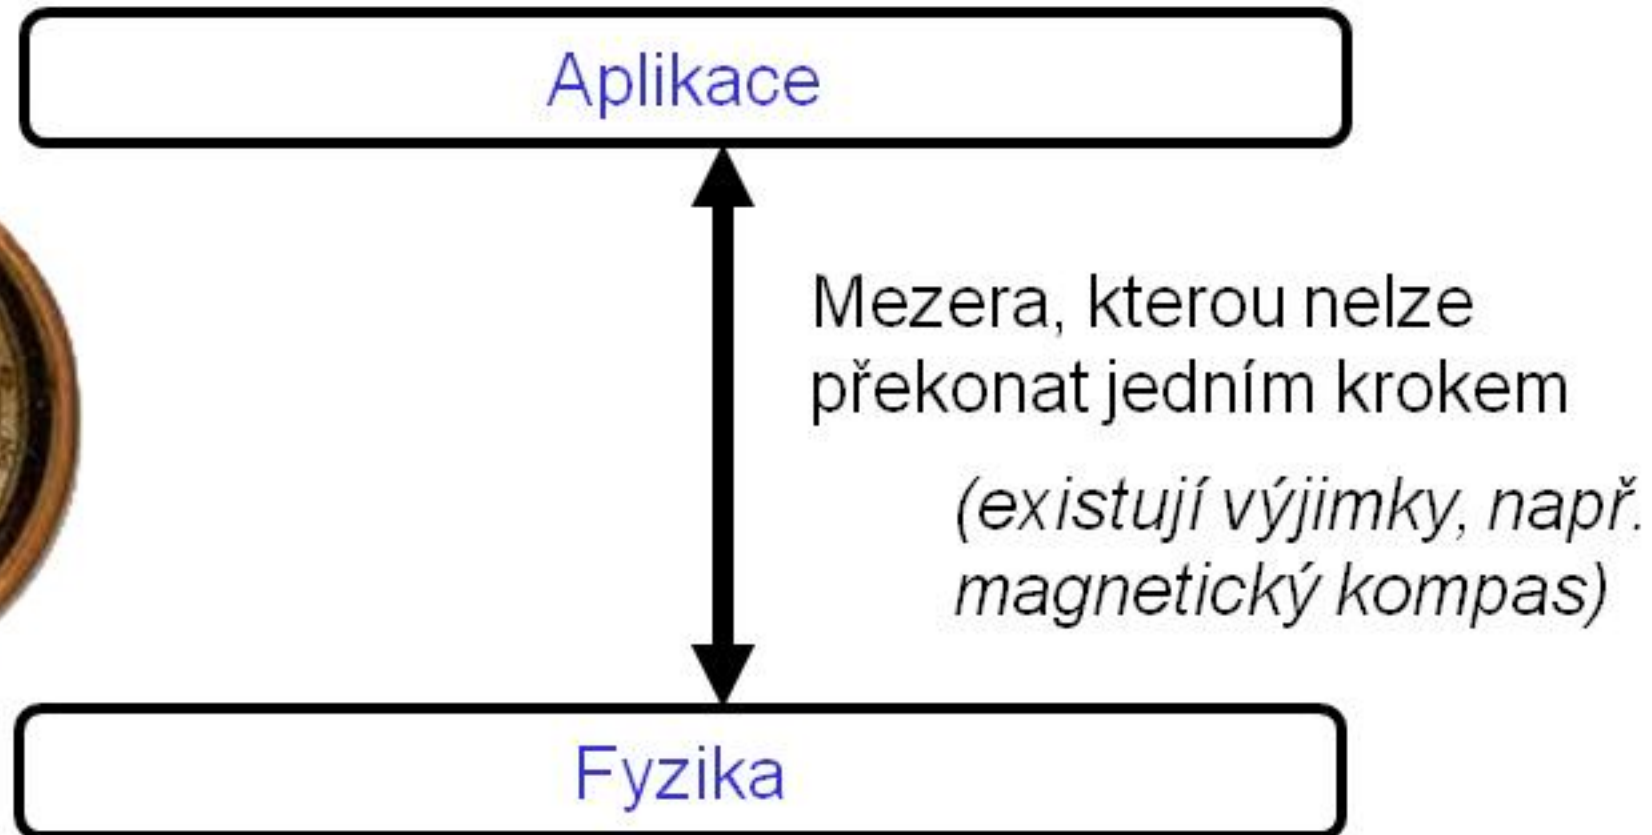 Aplikace
Mezera, kterou nelze
překonat jedním krokem
(existují výjimky, např.
magnetický kompas)
Fyzika